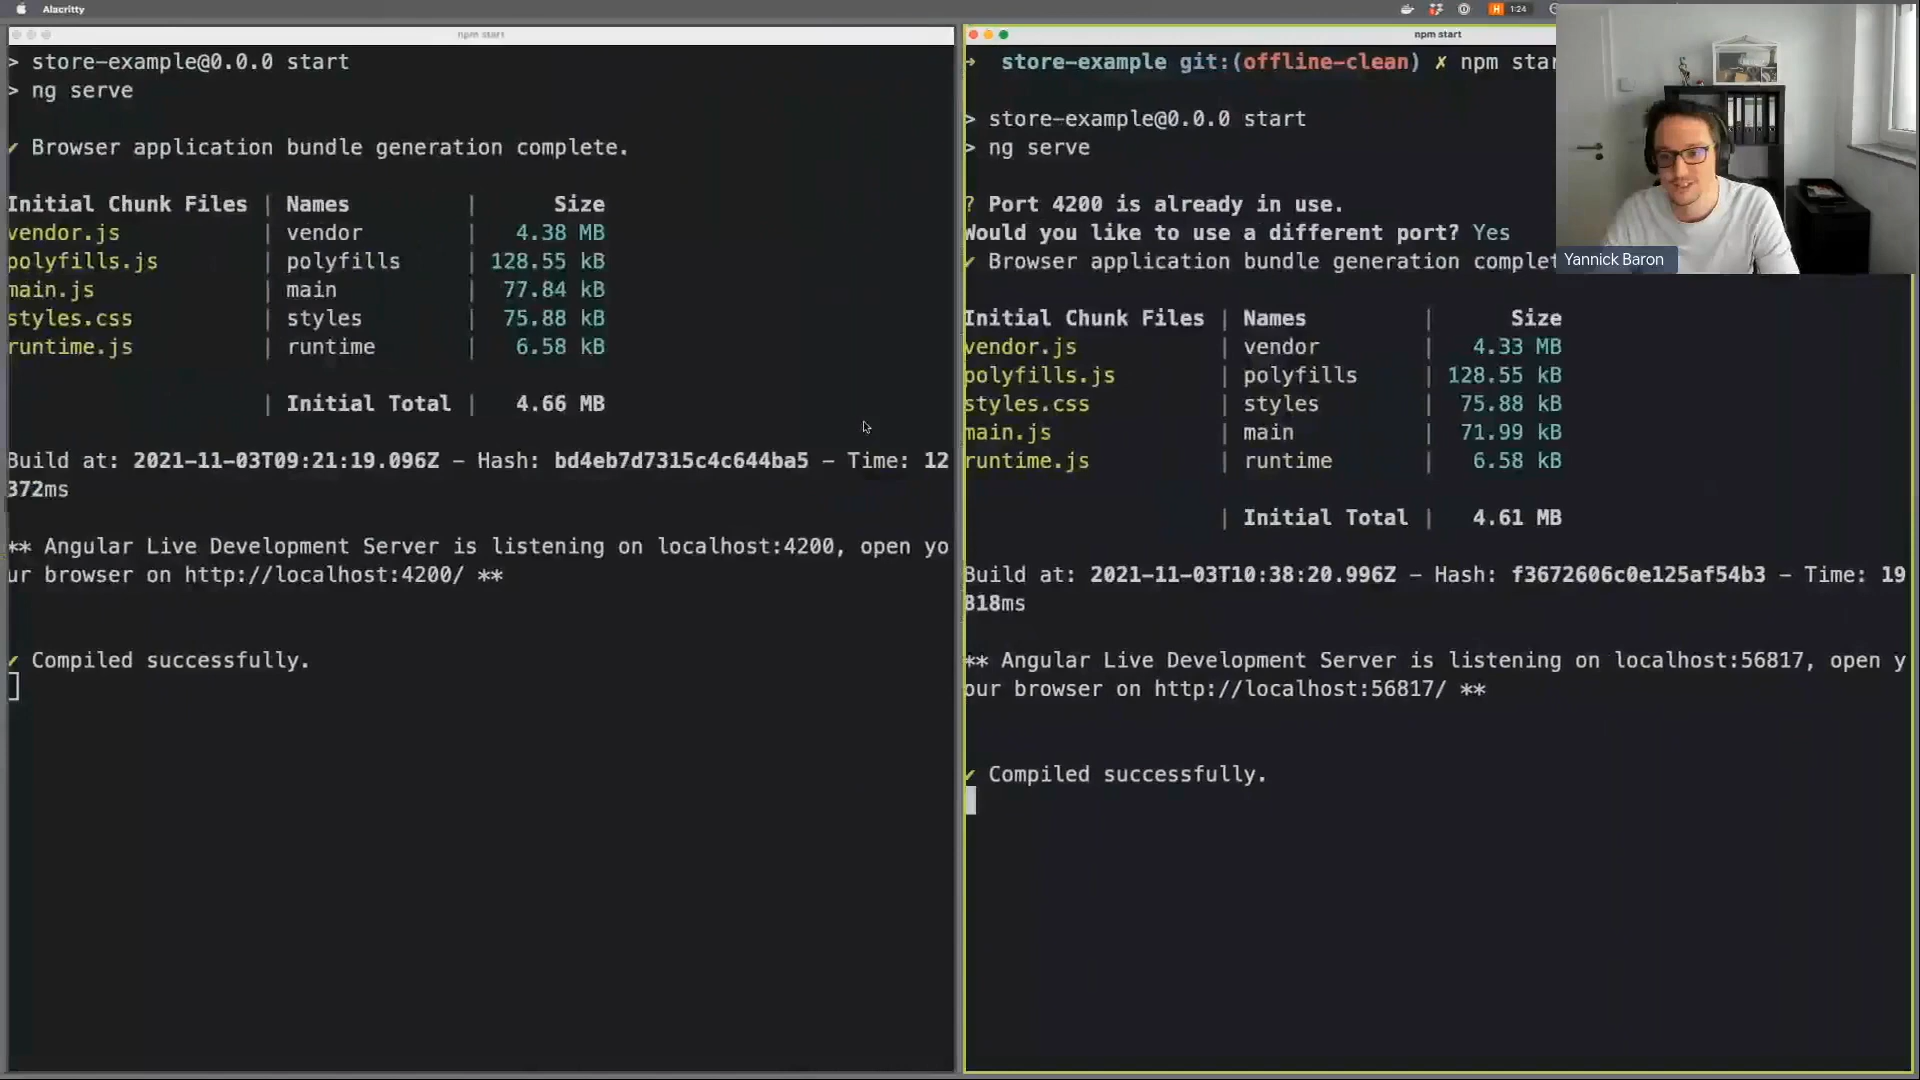 Alacritty
1:24
npm start
> store-example@0.0.0 start
> ng serve
✓ Browser application bundle generation complete.
Initial Chunk Files | Names | Size
vendor.js | vendor | 4.38 MB
polyfills.js | polyfills | 128.55 kB
main.js | main | 77.84 kB
styles.css | styles | 75.88 kB
runtime.js | runtime | 6.58 kB
| Initial Total | 4.66 MB
Build at: 2021-11-03T09:21:19.096Z – Hash: bd4eb7d7315c4c644ba5 – Time: 12
372ms
** Angular Live Development Server is listening on localhost:4200, open yo
ur browser on http://localhost:4200/ **
✓ Compiled successfully.
npm start
→ store-example git:(offline-clean) ✗ npm star
> store-example@0.0.0 start
> ng serve
? Port 4200 is already in use.
Would you like to use a different port? Yes
✓ Browser application bundle generation complet
Initial Chunk Files | Names | Size
vendor.js | vendor | 4.33 MB
polyfills.js | polyfills | 128.55 kB
styles.css | styles | 75.88 kB
main.js | main | 71.99 kB
runtime.js | runtime | 6.58 kB
| Initial Total | 4.61 MB
Build at: 2021-11-03T10:38:20.996Z – Hash: f3672606c0e125af54b3 – Time: 19
818ms
** Angular Live Development Server is listening on localhost:56817, open y
our browser on http://localhost:56817/ **
✓ Compiled successfully.
Yannick Baron